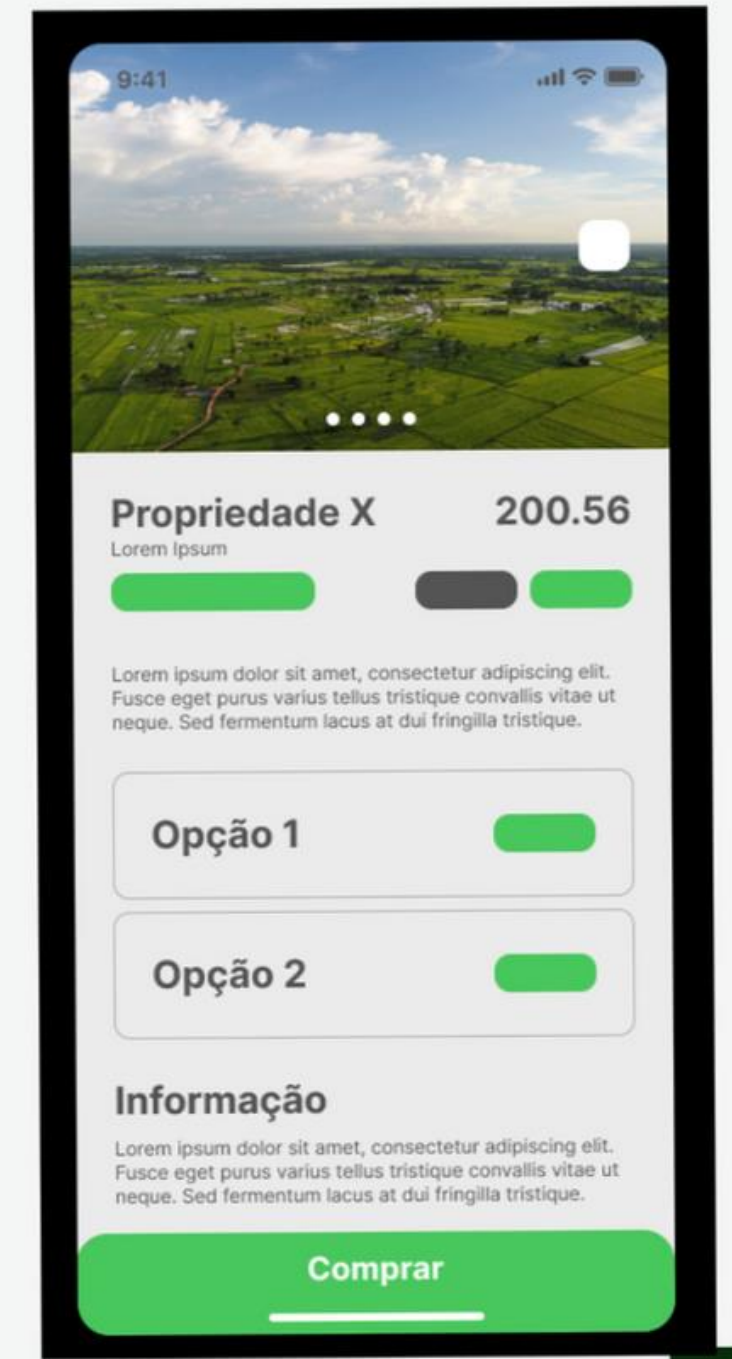 9:41
Propriedade X
200.56
Lorem Ipsum
Lorem ipsum dolor sit amet, consectetur adipiscing elit.
Fusce eget purus varius tellus tristique convallis vitae ut
neque. Sed fermentum lacus at dui fringilla tristique.
Opção 1
Opção 2
Informação
Lorem ipsum dolor sit amet, consectetur adipiscing elit.
Fusce eget purus varius tellus tristique convallis vitae ut
neque. Sed fermentum lacus at dui fringilla tristique.
Comprar